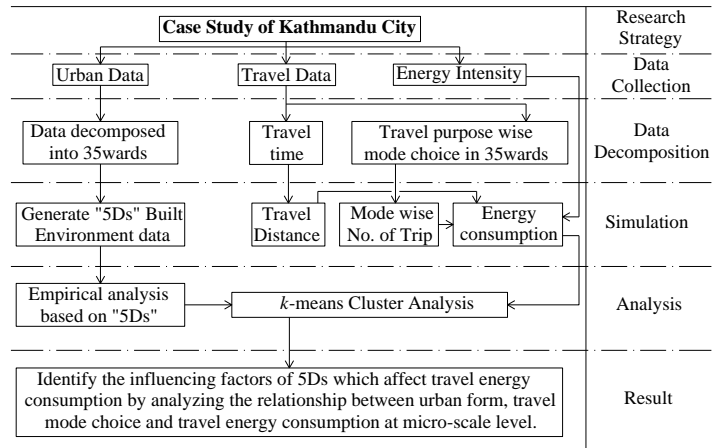 Case Study of Kathmandu City
Research
Strategy
Urban Data
Travel Data
Energy Intensity
Data
Collection
Data decomposed
into 35wards
Travel
time
Travel purpose wise
mode choice in 35wards
Data
Decomposition
Generate "5Ds" Built
Environment data
Travel
Distance
Mode wise
No. of Trip
Energy
consumption
Simulation
Empirical analysis
based on "5Ds"
k-means Cluster Analysis
Analysis
Identify the influencing factors of 5Ds which affect travel energy
consumption by analyzing the relationship between urban form, travel
mode choice and travel energy consumption at micro-scale level.
Result